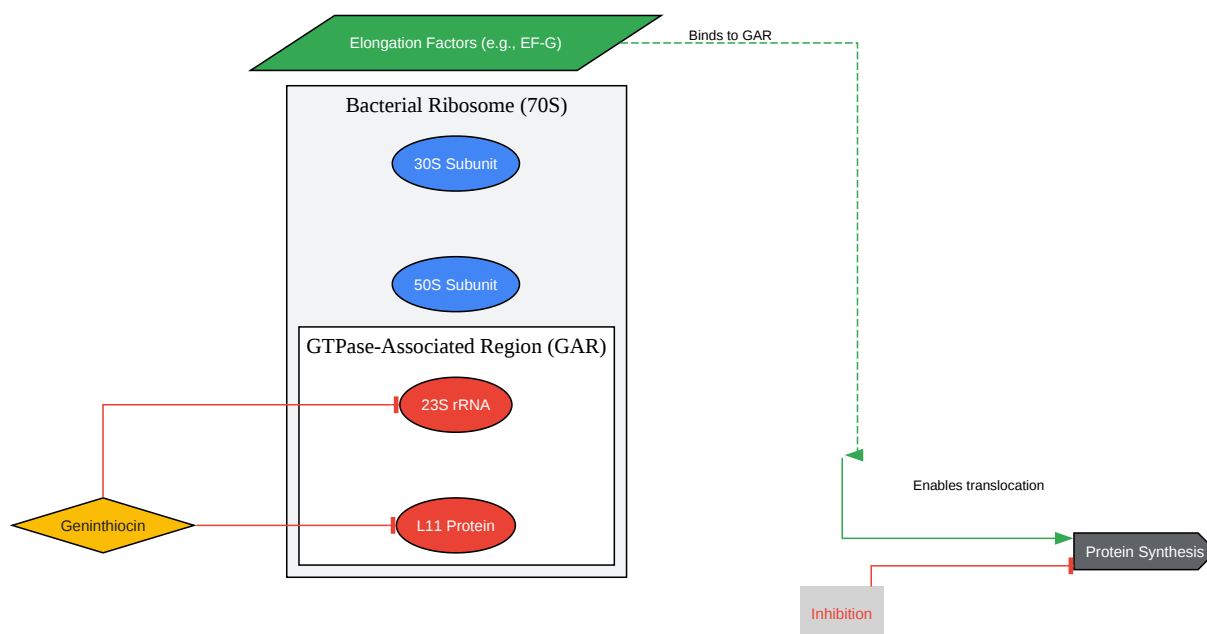 Elongation Factors (e.g., EF-G)
Binds to GAR
Bacterial Ribosome (70S)
30S Subunit
50S Subunit
GTPase-Associated Region (GAR)
23S rRNA
Enables translocation
Geninthiocin
L11 Protein
Protein Synthesis
Inhibition